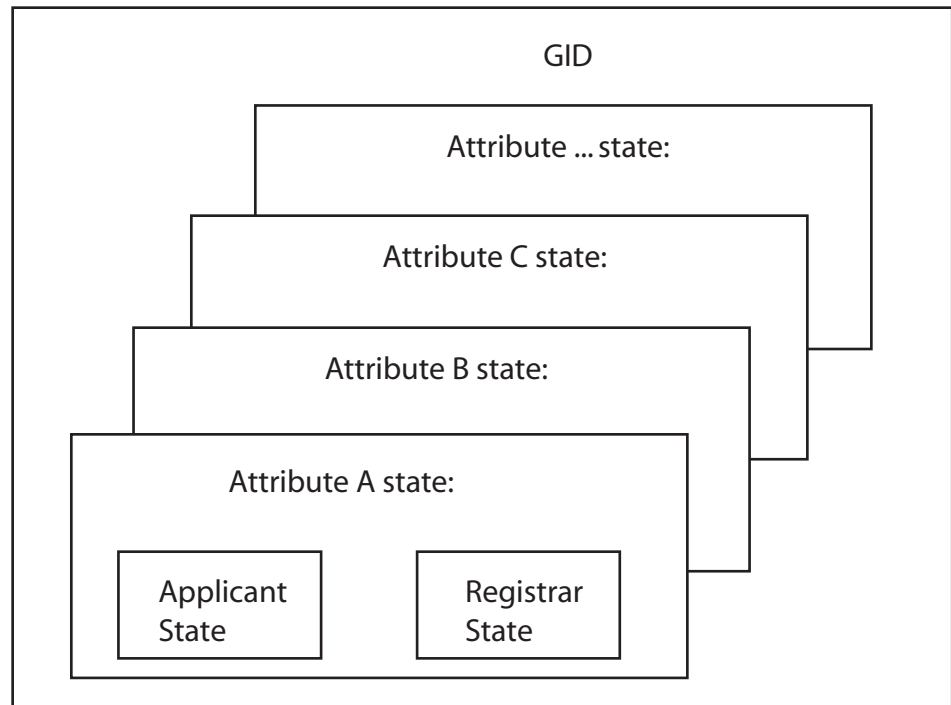 GID
Attribute ... state:
Attribute C state:
Attribute B state:
Attribute A state:
Applicant
State
Registrar
State